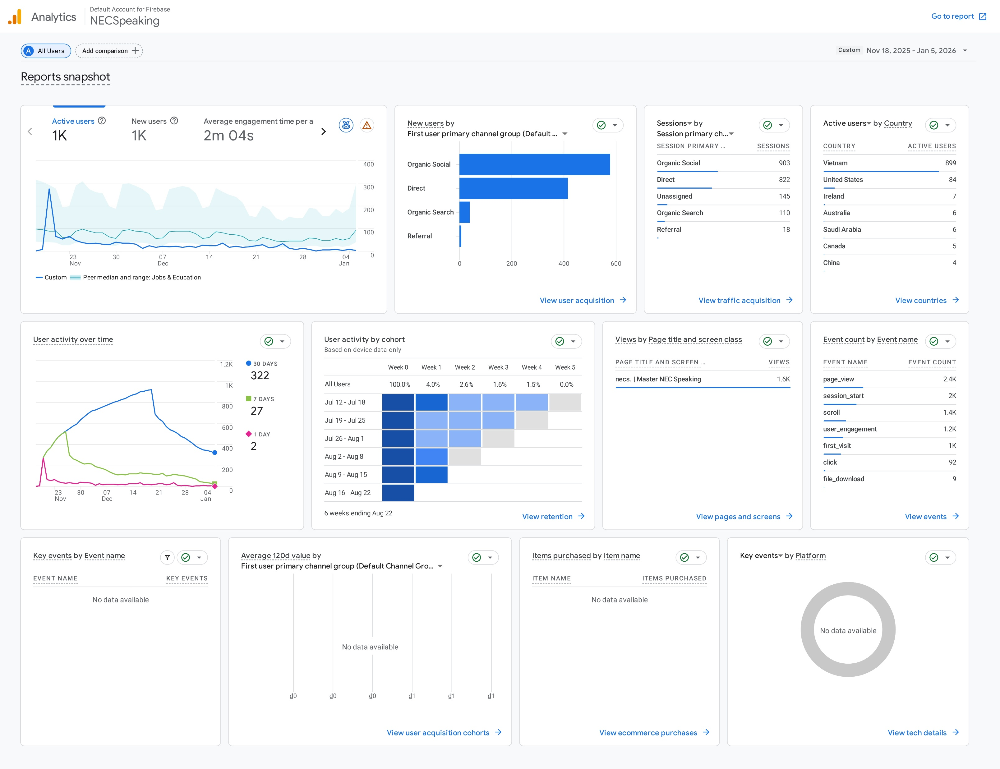 Analytics
Default Account for Firebase
NECSpeaking
Go to report
A All Users
Add comparison
Custom Nov 18, 2025 - Jan 5, 2026
Reports snapshot
Active users
1K
New users
1K
Average engagement time per a
2m 04s
400
300
200
100
0
23
Nov
30
07
Dec
14
21
28
04
Jan
Custom
Peer median and range: Jobs & Education
New users by
First user primary channel group (Default ...
Organic Social
Direct
Organic Search
Referral
0
200
400
600
View user acquisition
Sessions by
Session primary ch...
SESSION PRIMARY ... SESSIONS
Organic Social 903
Direct 822
Unassigned 145
Organic Search 110
Referral 18
View traffic acquisition
Active users by Country
COUNTRY ACTIVE USERS
Vietnam 899
United States 84
Ireland 7
Australia 6
Saudi Arabia 6
Canada 5
China 4
View countries
User activity over time
1.2K
1K
800
600
400
200
0
23
Nov
30
07
Dec
14
21
28
04
Jan
30 DAYS
322
7 DAYS
27
1 DAY
2
User activity by cohort
Based on device data only
Week 0 Week 1 Week 2 Week 3 Week 4 Week 5
All Users 100.0% 4.0% 2.6% 1.6% 1.5% 0.0%
Jul 12 - Jul 18
Jul 19 - Jul 25
Jul 26 - Aug 1
Aug 2 - Aug 8
Aug 9 - Aug 15
Aug 16 - Aug 22
6 weeks ending Aug 22
View retention
Views by Page title and screen class
PAGE TITLE AND SCREEN ... VIEWS
necs. | Master NEC Speaking 1.6K
View pages and screens
Event count by Event name
EVENT NAME EVENT COUNT
page_view 2.4K
session_start 2K
scroll 1.4K
user_engagement 1.2K
first_visit 1K
click 92
file_download 9
View events
Key events by Event name
EVENT NAME KEY EVENTS
No data available
Average 120d value by
First user primary channel group (Default Channel Gro...
No data available
₫0 ₫0 ₫0 ₫1 ₫1 ₫1
View user acquisition cohorts
Items purchased by Item name
ITEM NAME ITEMS PURCHASED
No data available
View ecommerce purchases
Key events by Platform
No data available
View tech details